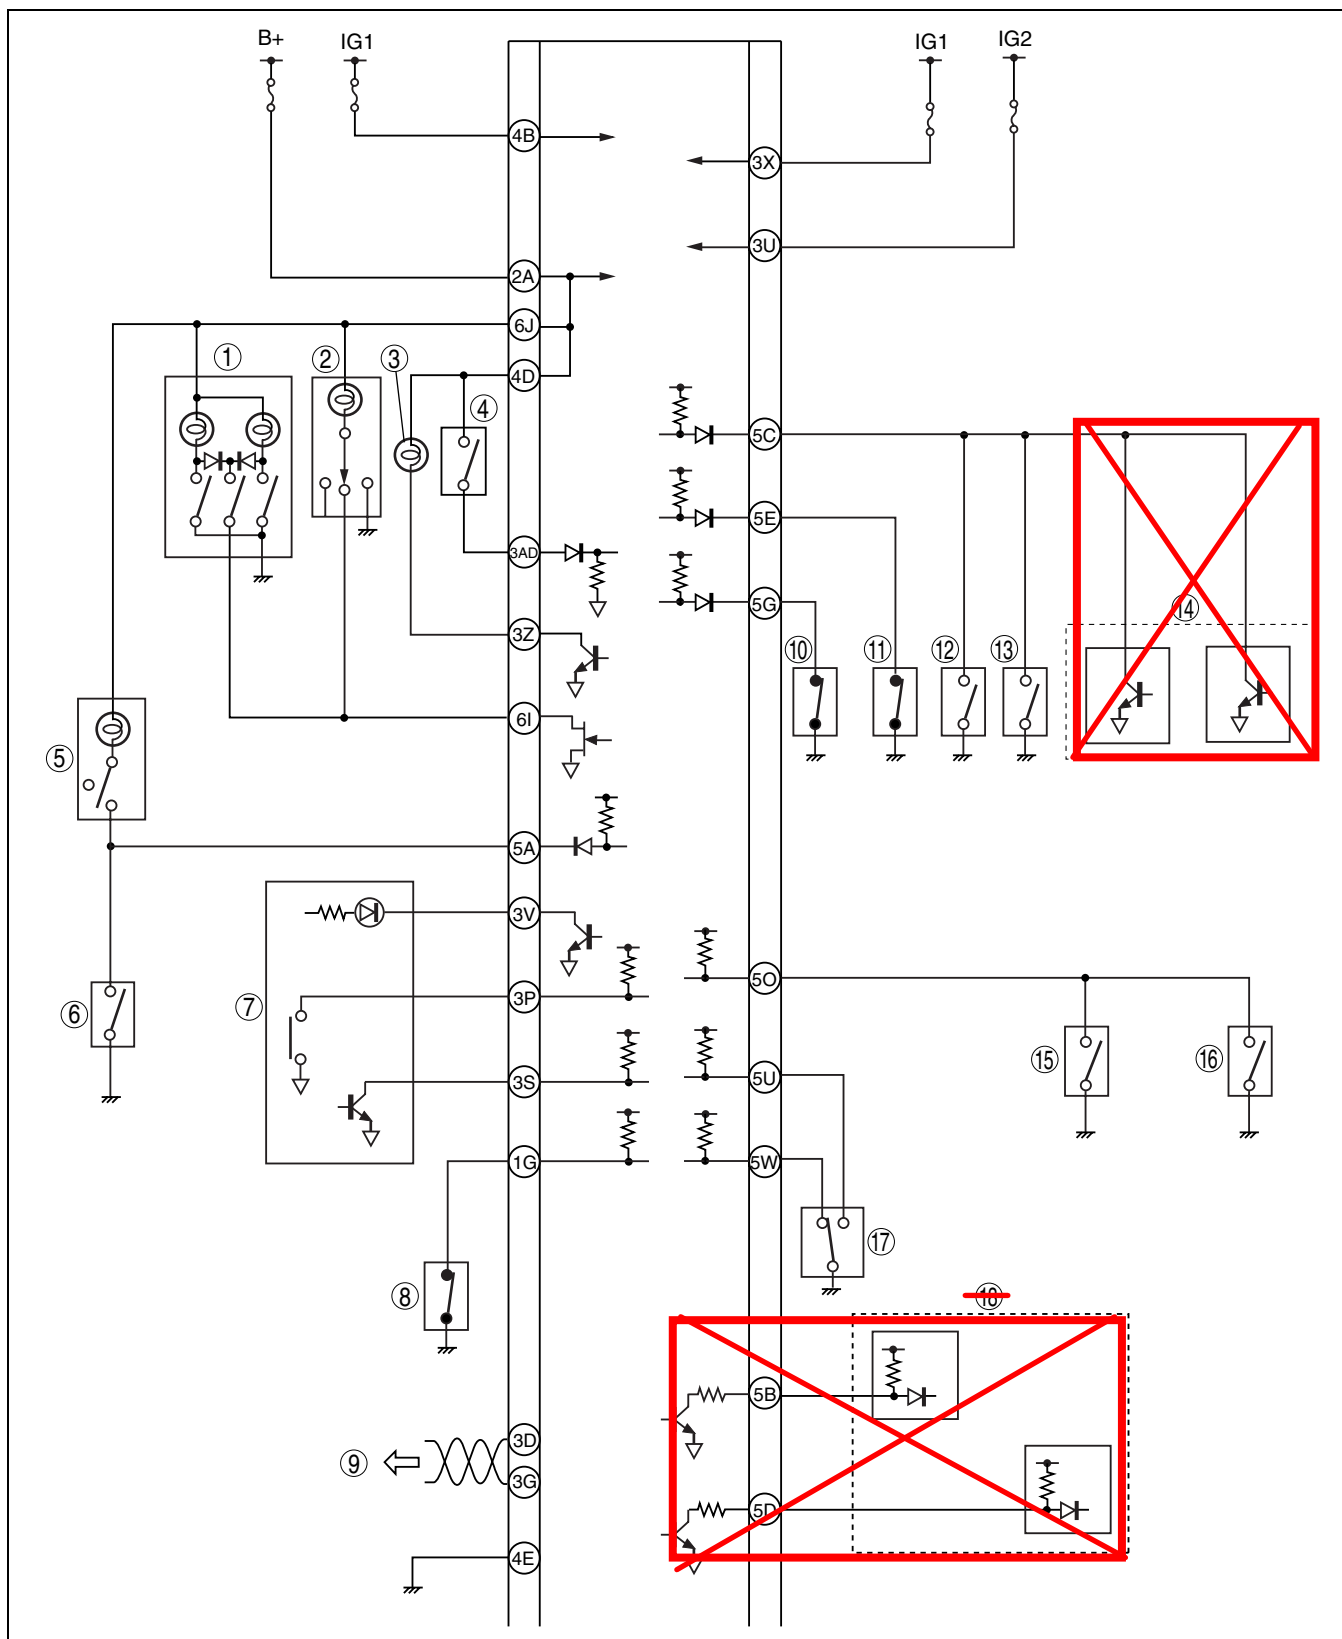 B+ IG1 IG1 IG2
4B
3X
3U
2A
6J
① ② ③
4D
④
5C
5E
3AD
5G
⑭
3Z
⑩ ⑪ ⑫ ⑬
6I
⑤
5A
3V
5O
⑥ ⑦ 3P
⑮ ⑯
3S 5U
1G 5W
⑰
⑧ ⑱
5B
3D
⑨
3G
5D
4E